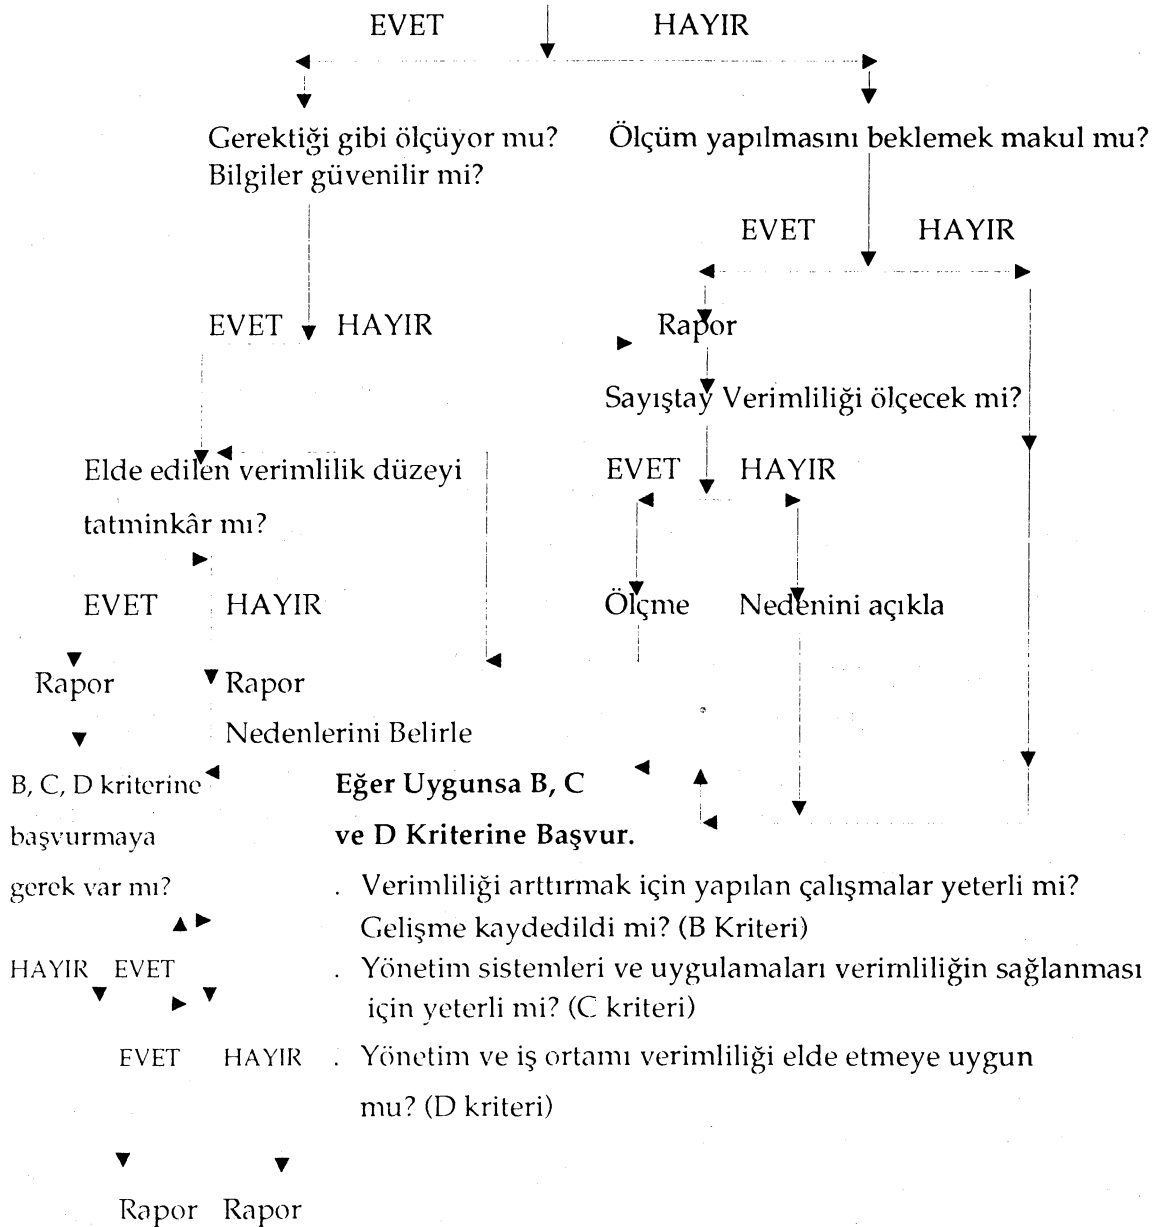 EVET HAYIR
Gerektiği gibi ölçüyor mu? Ölçüm yapılmasını beklemek makul mu?
Bilgiler güvenilir mi?
EVET HAYIR
EVET HAYIR Rapor
Sayıştay Verimliliği ölçecek mi?
Elde edilen verimlilik düzeyi EVET HAYIR
tatminkâr mı?
EVET HAYIR Ölçme Nedenini açıkla
Rapor Rapor
Nedenlerini Belirle
B, C, D kriterine Eğer Uygunsa B, C
başvurmaya ve D Kriterine Başvur.
gerek var mı? . Verimliliği arttırmak için yapılan çalışmalar yeterli mi?
Gelişme kaydedildi mi? (B Kriteri)
HAYIR EVET . Yönetim sistemleri ve uygulamaları verimliliğin sağlanması
için yeterli mi? (C kriteri)
EVET HAYIR . Yönetim ve iş ortamı verimliliği elde etmeye uygun
mu? (D kriteri)
Rapor Rapor